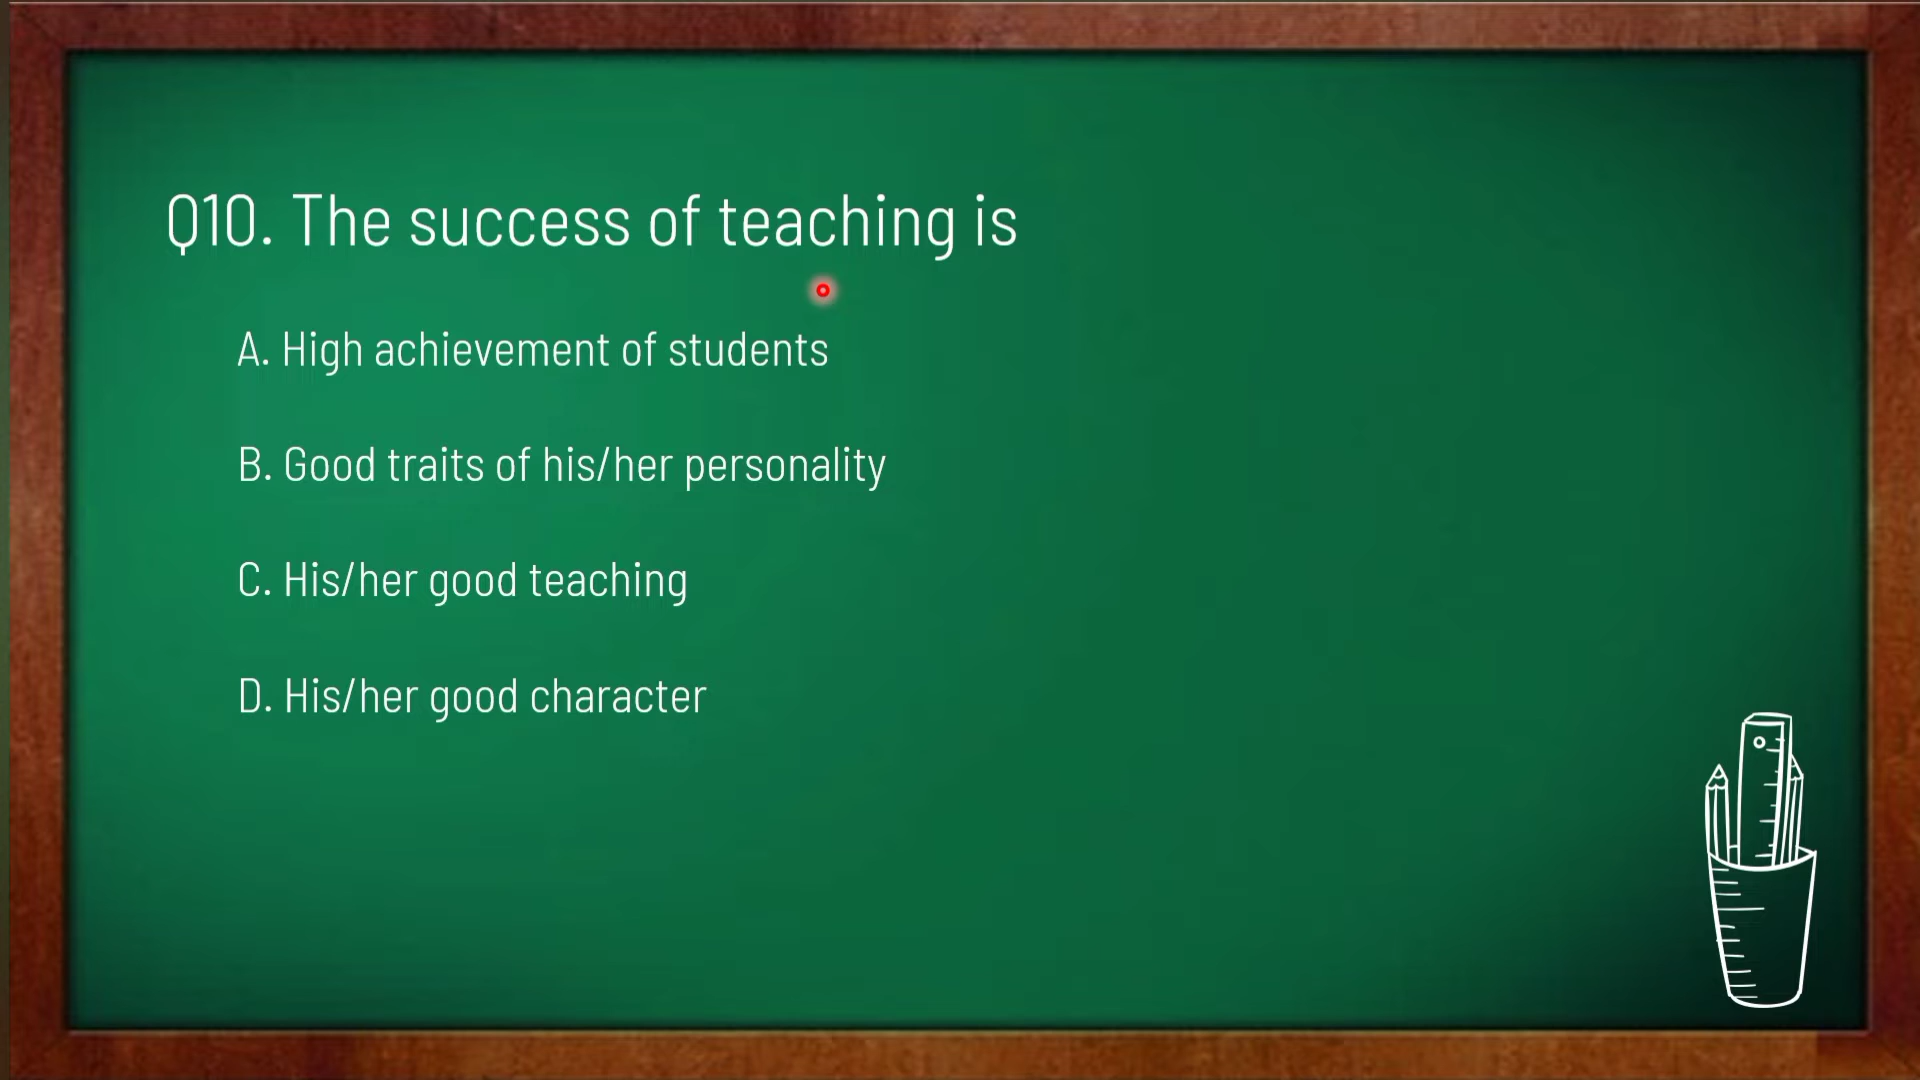 Q10. The success of teaching is
A. High achievement of students
B. Good traits of his/her personality
C. His/her good teaching
D. His/her good character